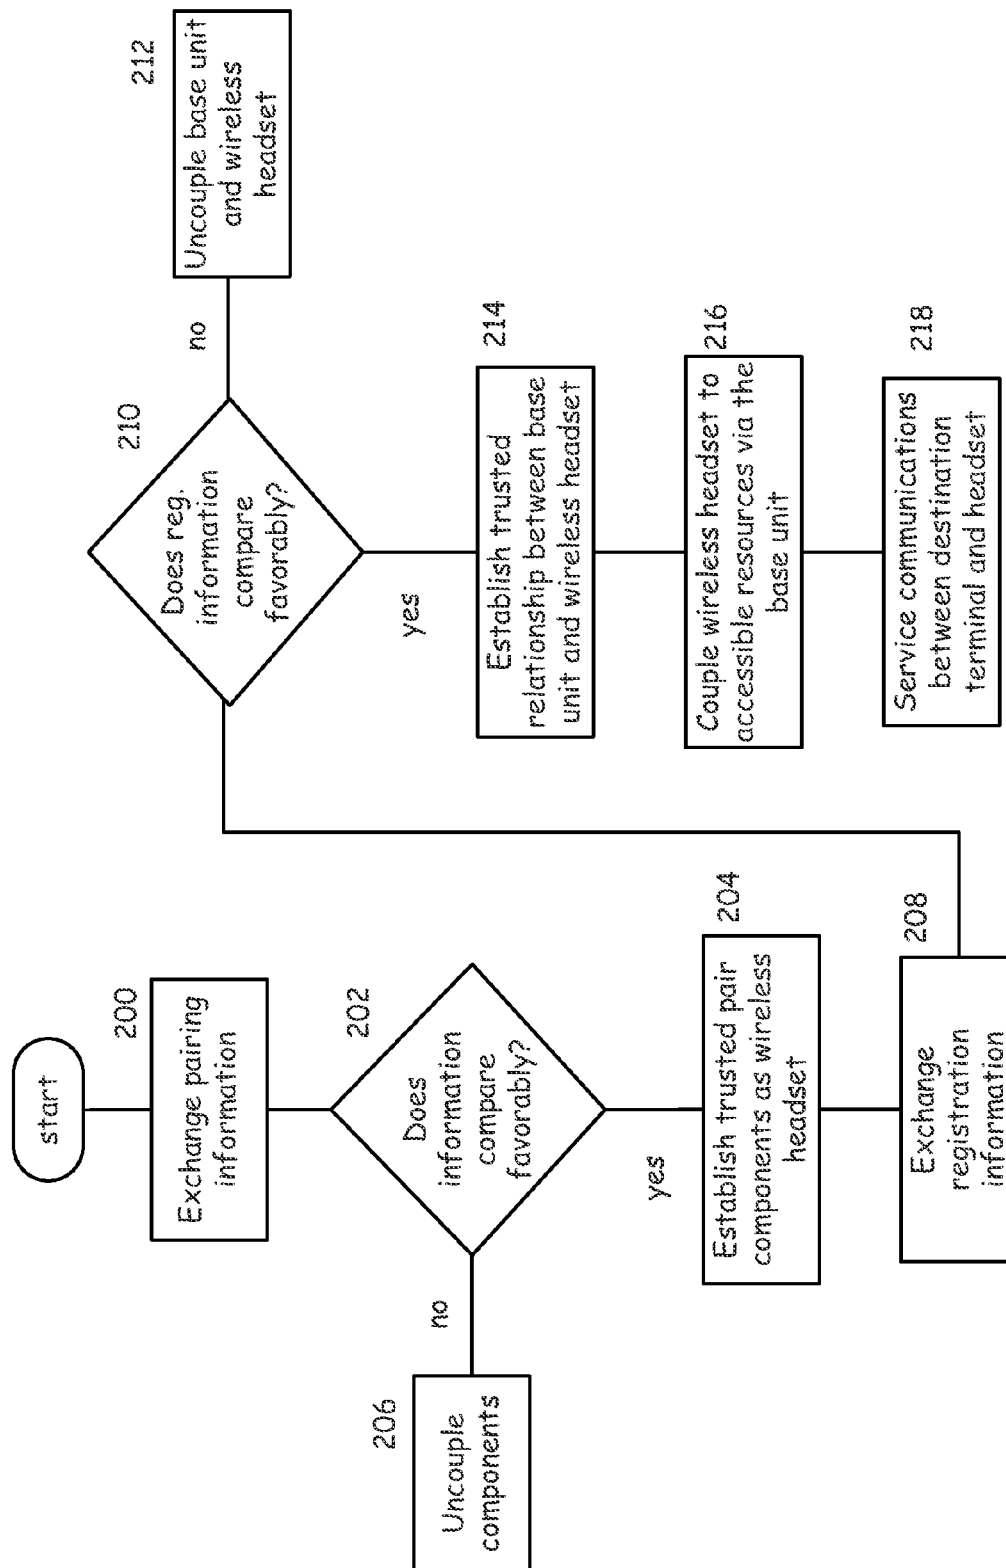 start
200
Exchange pairing
information
202
Does
information
compare
favorably?
no
206
Uncouple
components
yes
204
Establish trusted pair
components as wireless
headset
208
Exchange
registration
information
210
Does reg.
information
compare
favorably?
no
212
Uncouple base unit
and wireless
headset
yes
214
Establish trusted
relationship between base
unit and wireless headset
216
Couple wireless headset to
accessible resources via the
base unit
218
Service communications
between destination
terminal and headset